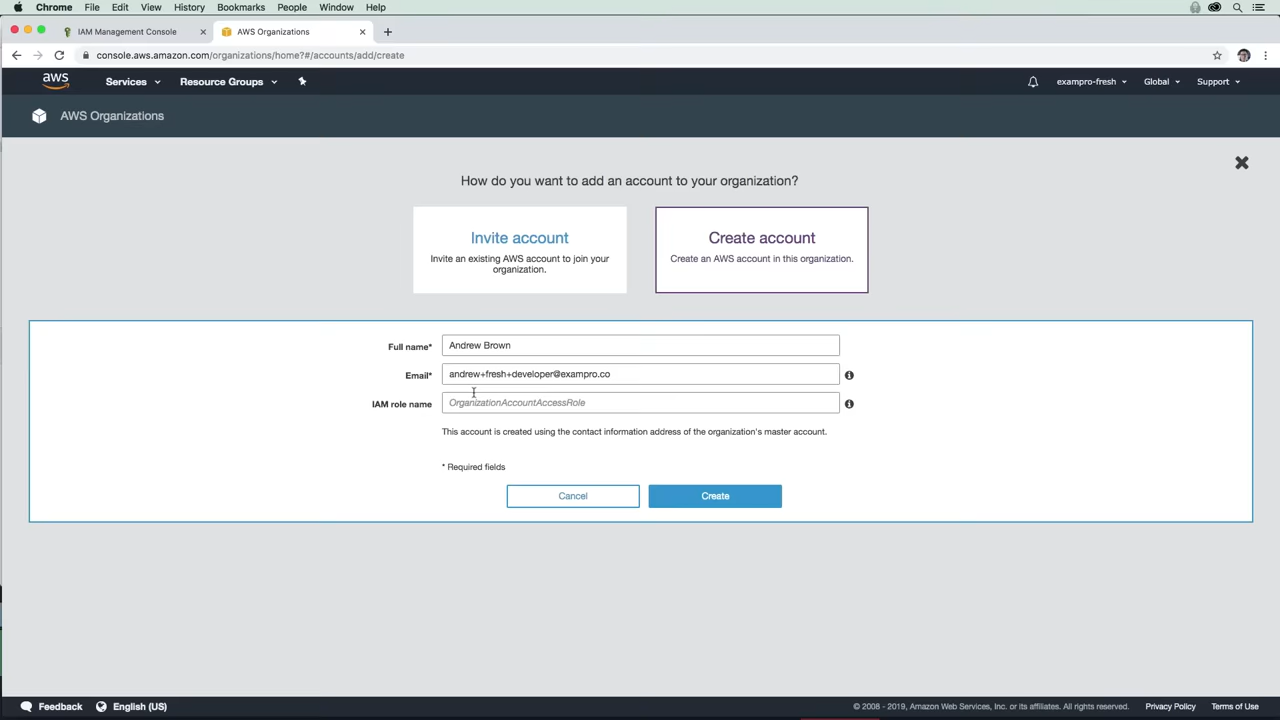 Chrome File Edit View History Bookmarks People Window Help
IAM Management Console
AWS Organizations
console.aws.amazon.com/organizations/home?#/accounts/add/create
aws Services Resource Groups exampro-fresh Global Support
AWS Organizations
How do you want to add an account to your organization?
Invite account
Invite an existing AWS account to join your
organization.
Create account
Create an AWS account in this organization.
Full name* Andrew Brown
Email* andrew+fresh+developer@exampro.co
IAM role name OrganizationAccountAccessRole
This account is created using the contact information address of the organization's master account.
* Required fields
Cancel Create
Feedback English (US) © 2008 - 2019, Amazon Web Services, Inc. or its affiliates. All rights reserved. Privacy Policy Terms of Use